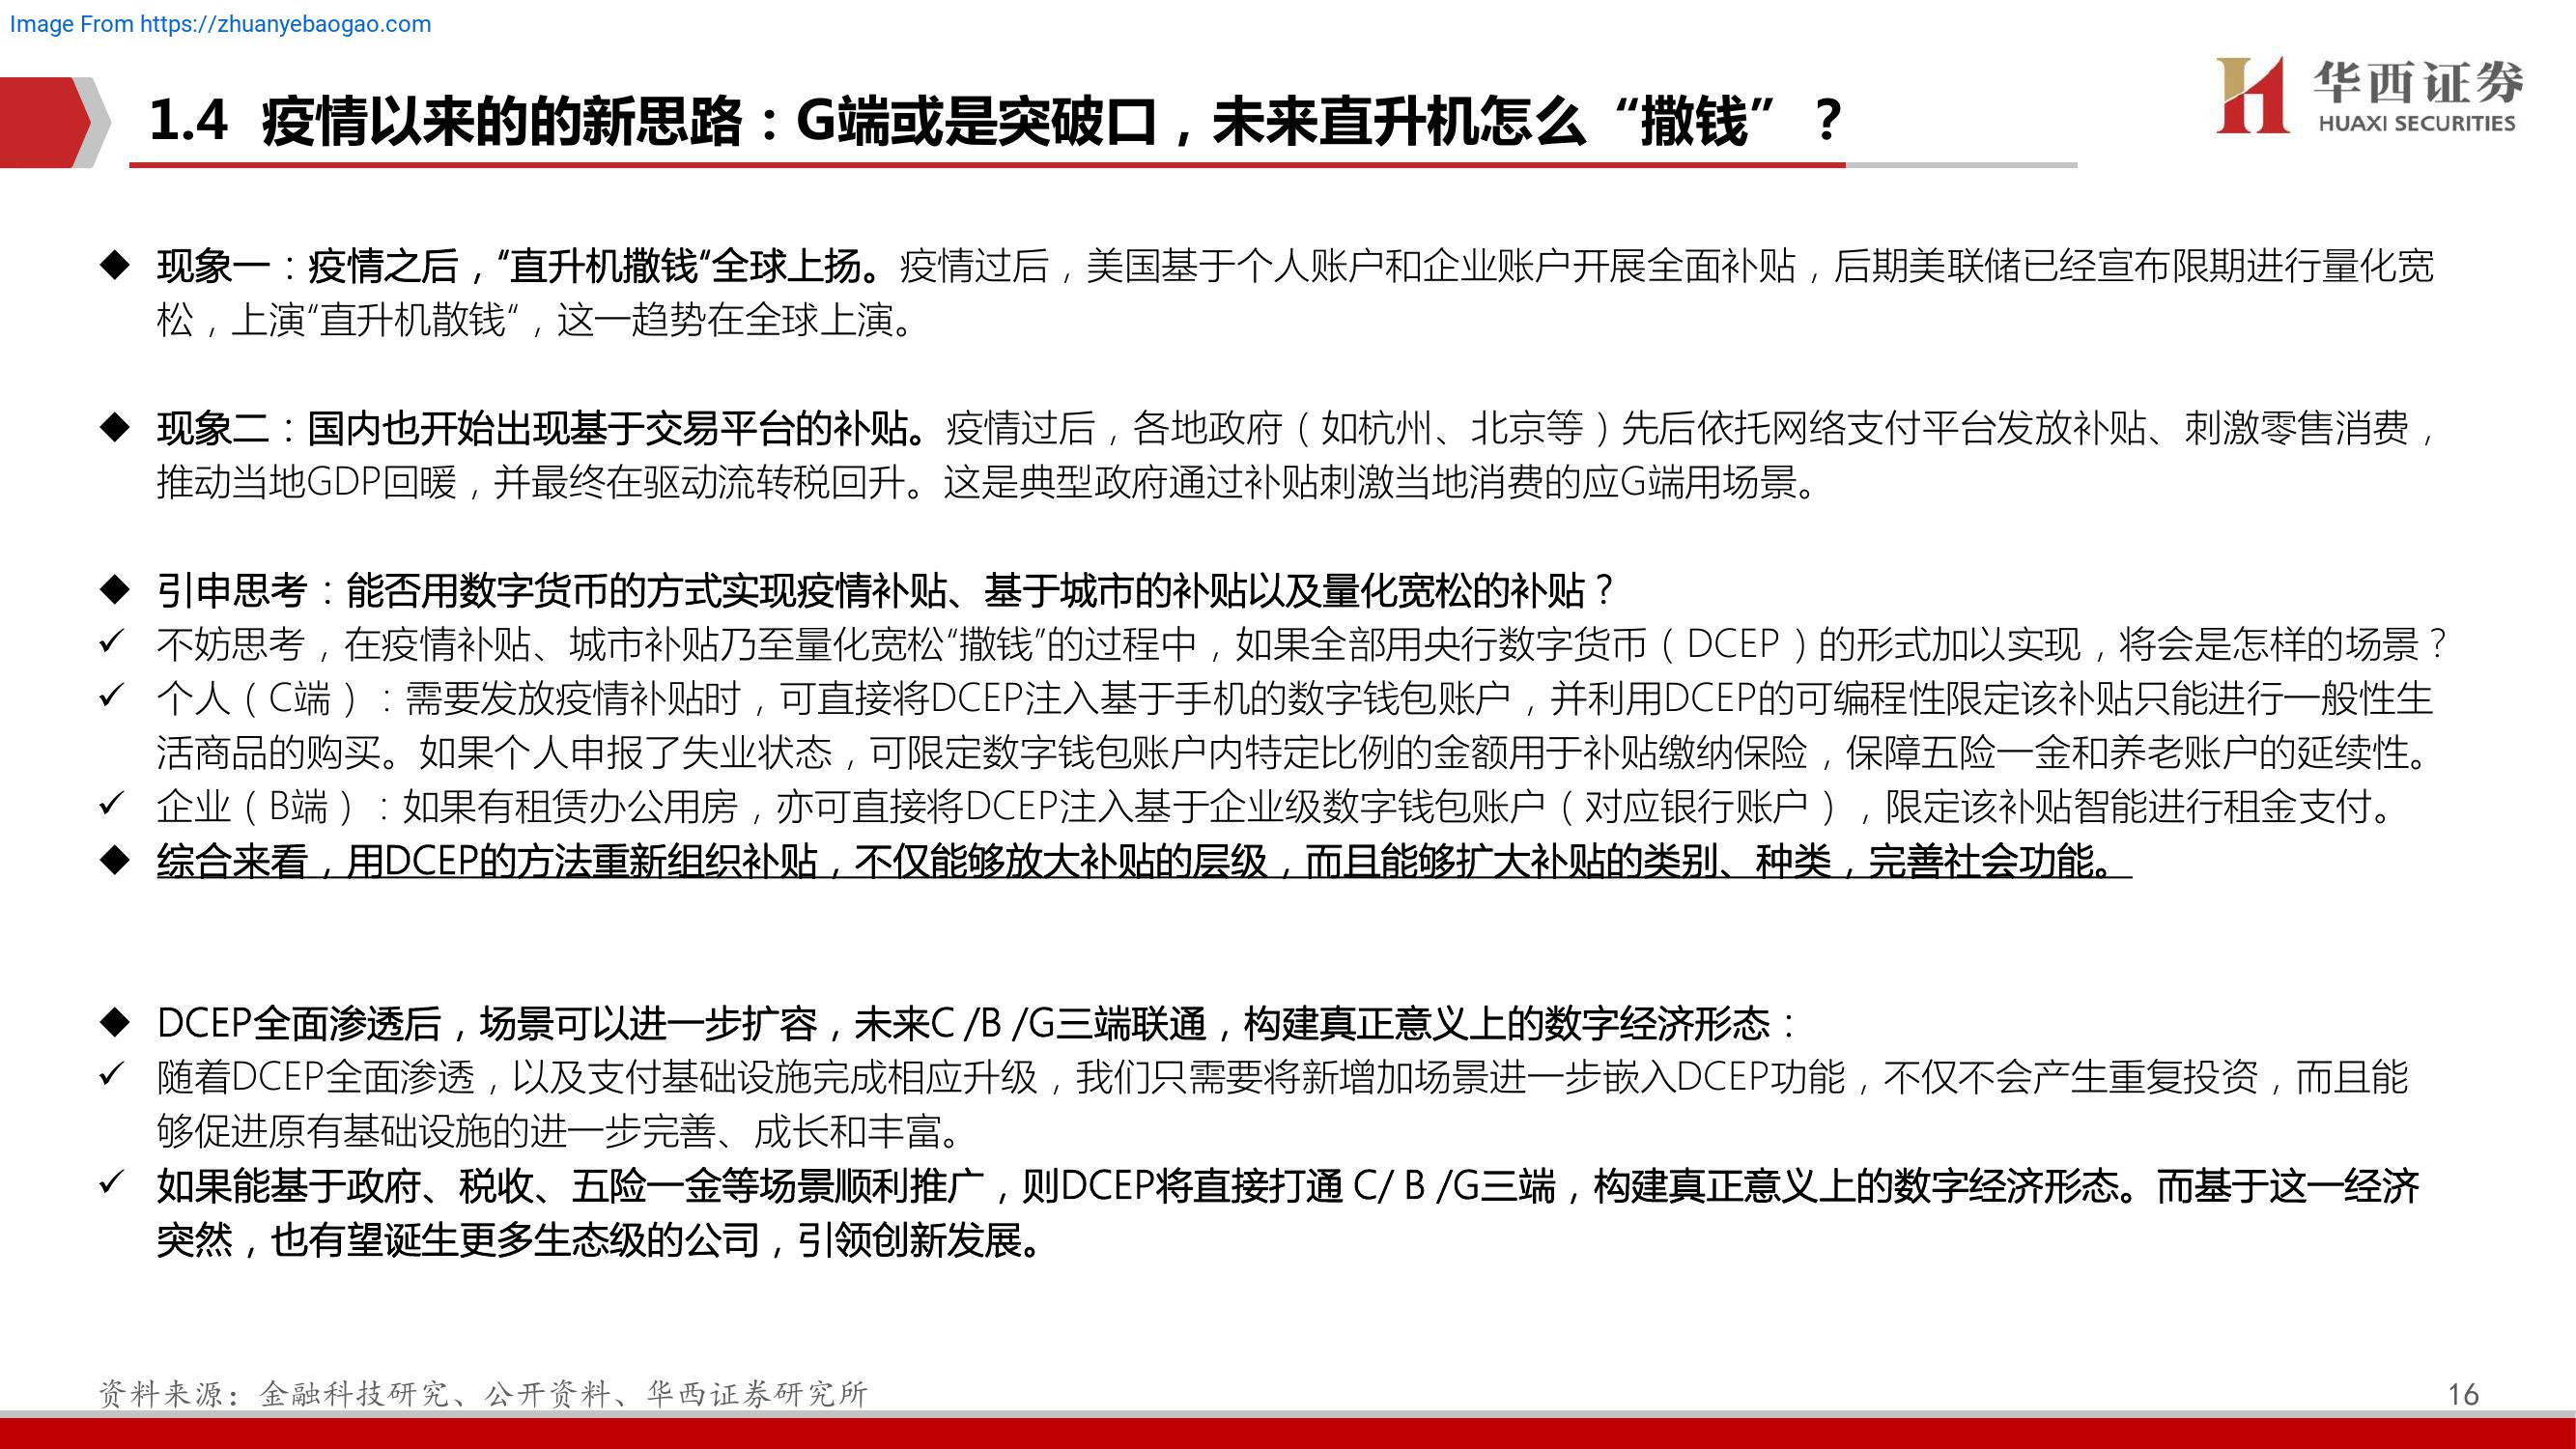 Image From https://zhuanyebaogao.com
华西证券
HUAXI SECURITIES
1.4 疫情以来的的新思路：G端或是突破口，未来直升机怎么“撒钱”？
◆ 现象一：疫情之后，“直升机撒钱“全球上扬。疫情过后，美国基于个人账户和企业账户开展全面补贴，后期美联储已经宣布限期进行量化宽
松，上演“直升机散钱“，这一趋势在全球上演。
◆ 现象二：国内也开始出现基于交易平台的补贴。疫情过后，各地政府（如杭州、北京等）先后依托网络支付平台发放补贴、刺激零售消费，
推动当地GDP回暖，并最终在驱动流转税回升。这是典型政府通过补贴刺激当地消费的应G端用场景。
◆ 引申思考：能否用数字货币的方式实现疫情补贴、基于城市的补贴以及量化宽松的补贴？
✓ 不妨思考，在疫情补贴、城市补贴乃至量化宽松“撒钱”的过程中，如果全部用央行数字货币（DCEP）的形式加以实现，将会是怎样的场景？
✓ 个人（C端）：需要发放疫情补贴时，可直接将DCEP注入基于手机的数字钱包账户，并利用DCEP的可编程性限定该补贴只能进行一般性生
活商品的购买。如果个人申报了失业状态，可限定数字钱包账户内特定比例的金额用于补贴缴纳保险，保障五险一金和养老账户的延续性。
✓ 企业（B端）：如果有租赁办公用房，亦可直接将DCEP注入基于企业级数字钱包账户（对应银行账户），限定该补贴智能进行租金支付。
◆ 综合来看，用DCEP的方法重新组织补贴，不仅能够放大补贴的层级，而且能够扩大补贴的类别、种类，完善社会功能。
◆ DCEP全面渗透后，场景可以进一步扩容，未来C /B /G三端联通，构建真正意义上的数字经济形态：
✓ 随着DCEP全面渗透，以及支付基础设施完成相应升级，我们只需要将新增加场景进一步嵌入DCEP功能，不仅不会产生重复投资，而且能
够促进原有基础设施的进一步完善、成长和丰富。
✓ 如果能基于政府、税收、五险一金等场景顺利推广，则DCEP将直接打通 C/ B /G三端，构建真正意义上的数字经济形态。而基于这一经济
突然，也有望诞生更多生态级的公司，引领创新发展。
资料来源：金融科技研究、公开资料、华西证券研究所
16